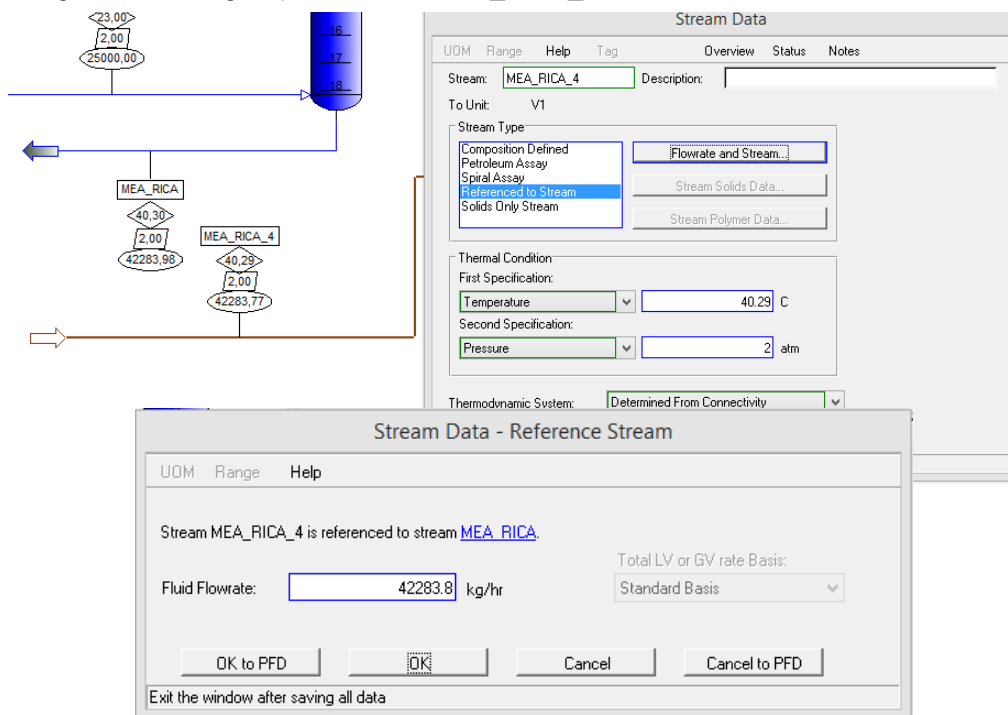 23,00
2,00
25000,00
16
17
18
MEA_RICA
40,30
2,00
42283,98
MEA_RICA_4
40,29
2,00
42283,77
Stream Data
UOM Range Help Tag Overview Status Notes
Stream: MEA_RICA_4 Description:
To Unit: V1
Stream Type
Composition Defined
Petroleum Assay
Spiral Assay
Referenced to Stream
Solids Only Stream
Flowrate and Stream...
Stream Solids Data...
Stream Polymer Data...
Thermal Condition
First Specification:
Temperature 40.29 C
Second Specification:
Pressure 2 atm
Thermodynamic System: Determined From Connectivity
Stream Data - Reference Stream
UOM Range Help
Stream MEA_RICA_4 is referenced to stream MEA_RICA.
Total LV or GV rate Basis:
Fluid Flowrate: 42283.8 kg/hr Standard Basis
OK to PFD OK Cancel Cancel to PFD
Exit the window after saving all data